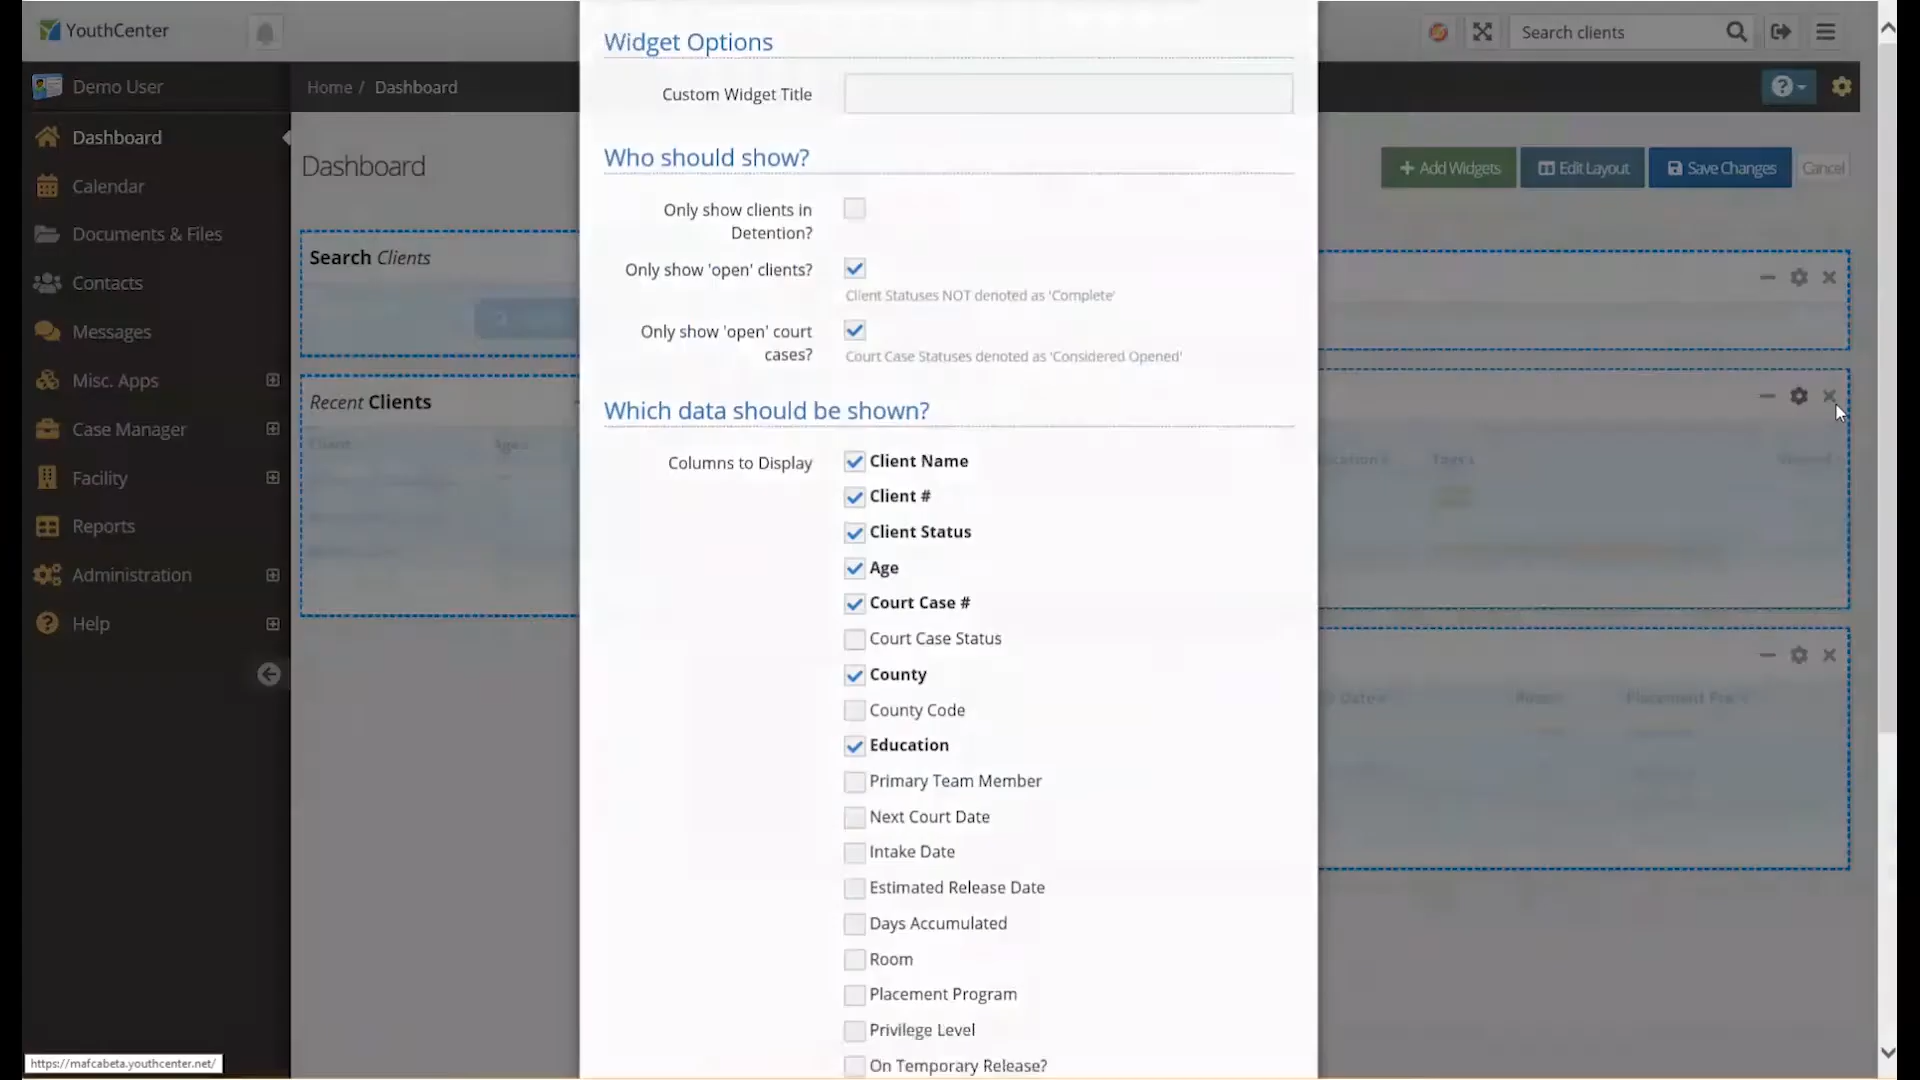 YouthCenter
Search clients
Demo User
Home / Dashboard
Dashboard
Calendar
Documents & Files
Contacts
Messages
Misc. Apps
Case Manager
Facility
Reports
Administration
Help
Dashboard
+ Add Widgets
Edit Layout
Save Changes
Cancel
Search Clients
Recent Clients
Client
Age
Widget Options
Custom Widget Title
Who should show?
Only show clients in
Detention?
Only show 'open' clients?
Client Statuses NOT denoted as 'Complete'
Only show 'open' court
cases?
Court Case Statuses denoted as 'Considered Opened'
Which data should be shown?
Columns to Display
Client Name
Client #
Client Status
Age
Court Case #
Court Case Status
County
County Code
Education
Primary Team Member
Next Court Date
Intake Date
Estimated Release Date
Days Accumulated
Room
Placement Program
Privilege Level
On Temporary Release?
Tags
Date
https://mafcabeta.youthcenter.net/